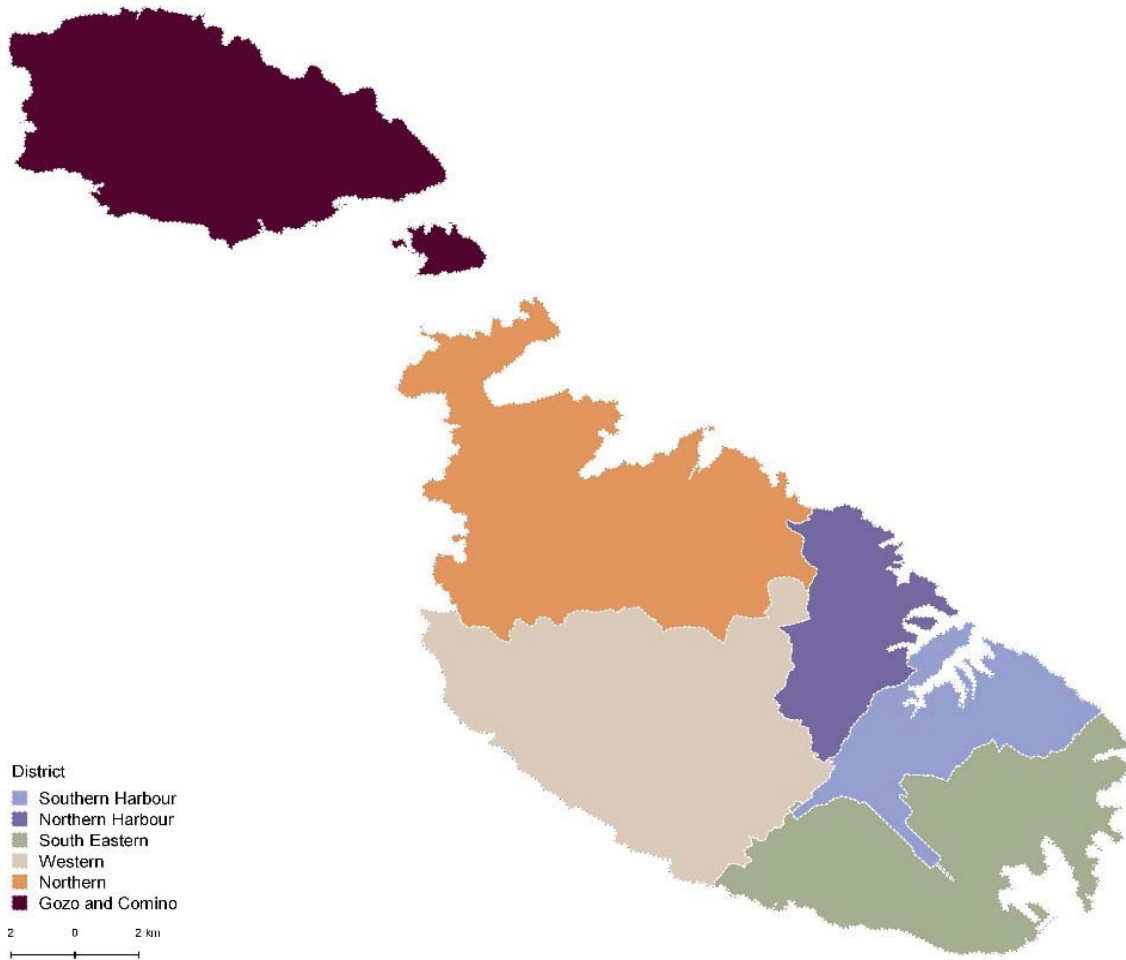 District
Southern Harbour
Northern Harbour
South Eastern
Western
Northern
Gozo and Comino
2 0 2 km